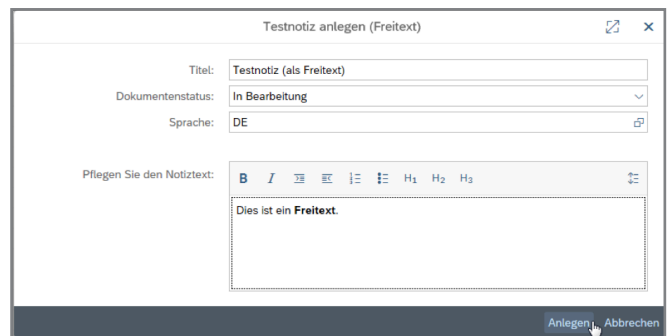 Testnotiz anlegen (Freitext)
Titel: Testnotiz (als Freitext)
Dokumentenstatus: In Bearbeitung
Sprache: DE
Pflegen Sie den Notiztext:
B I H1 H2 H3
Dies ist ein Freitext.
Anlegen Abbrechen